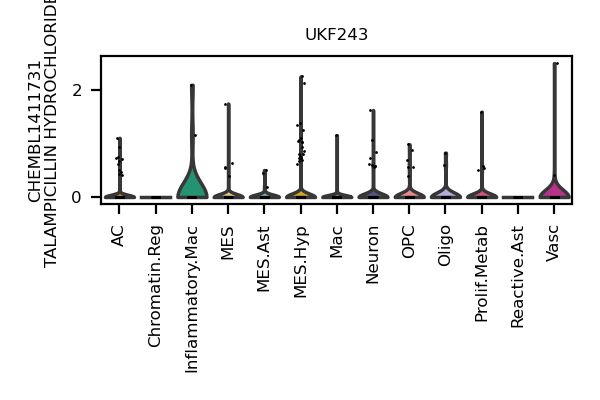 UKF243
CHEMBL1411731
TALAMPICILLIN HYDROCHLORIDE
2
0
AC
Chromatin.Reg
Inflammatory.Mac
MES
MES.Ast
MES.Hyp
Mac
Neuron
OPC
Oligo
Prolif.Metab
Reactive.Ast
Vasc